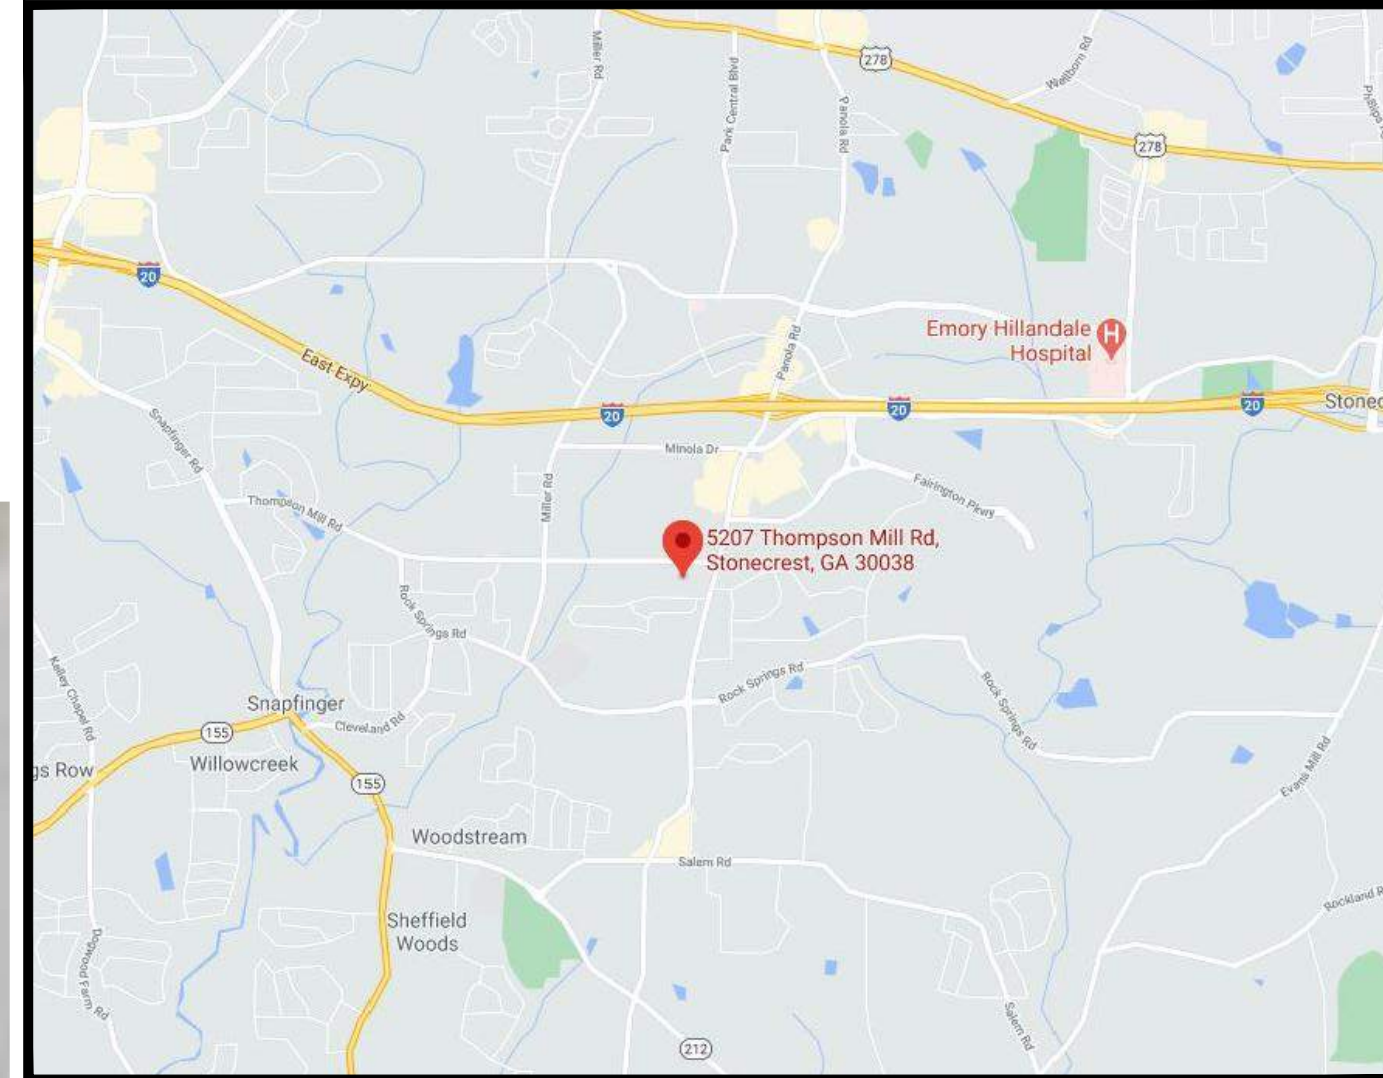 Miller Rd
Park Central Blvd
Panola Rd
278
Wellborn Rd
278
20
East Expy
Panola Rd
Emory Hillandale
Hospital
H
20
20
20
Snapfinger Rd
Minola Dr
Miller Rd
Thompson Mill Rd
Fairington Pkwy
5207 Thompson Mill Rd,
Stonecrest, GA 30038
Rock Springs Rd
Kelley Chapel Rd
Snapfinger
155
Cleveland Rd
Rock Springs Rd
Rock Springs Rd
Willowcreek
gs Row
155
Evans Mill Rd
Woodstream
Salem Rd
Sheffield
Woods
Rockland R
Dogwood Farm Rd
Salem Rd
212